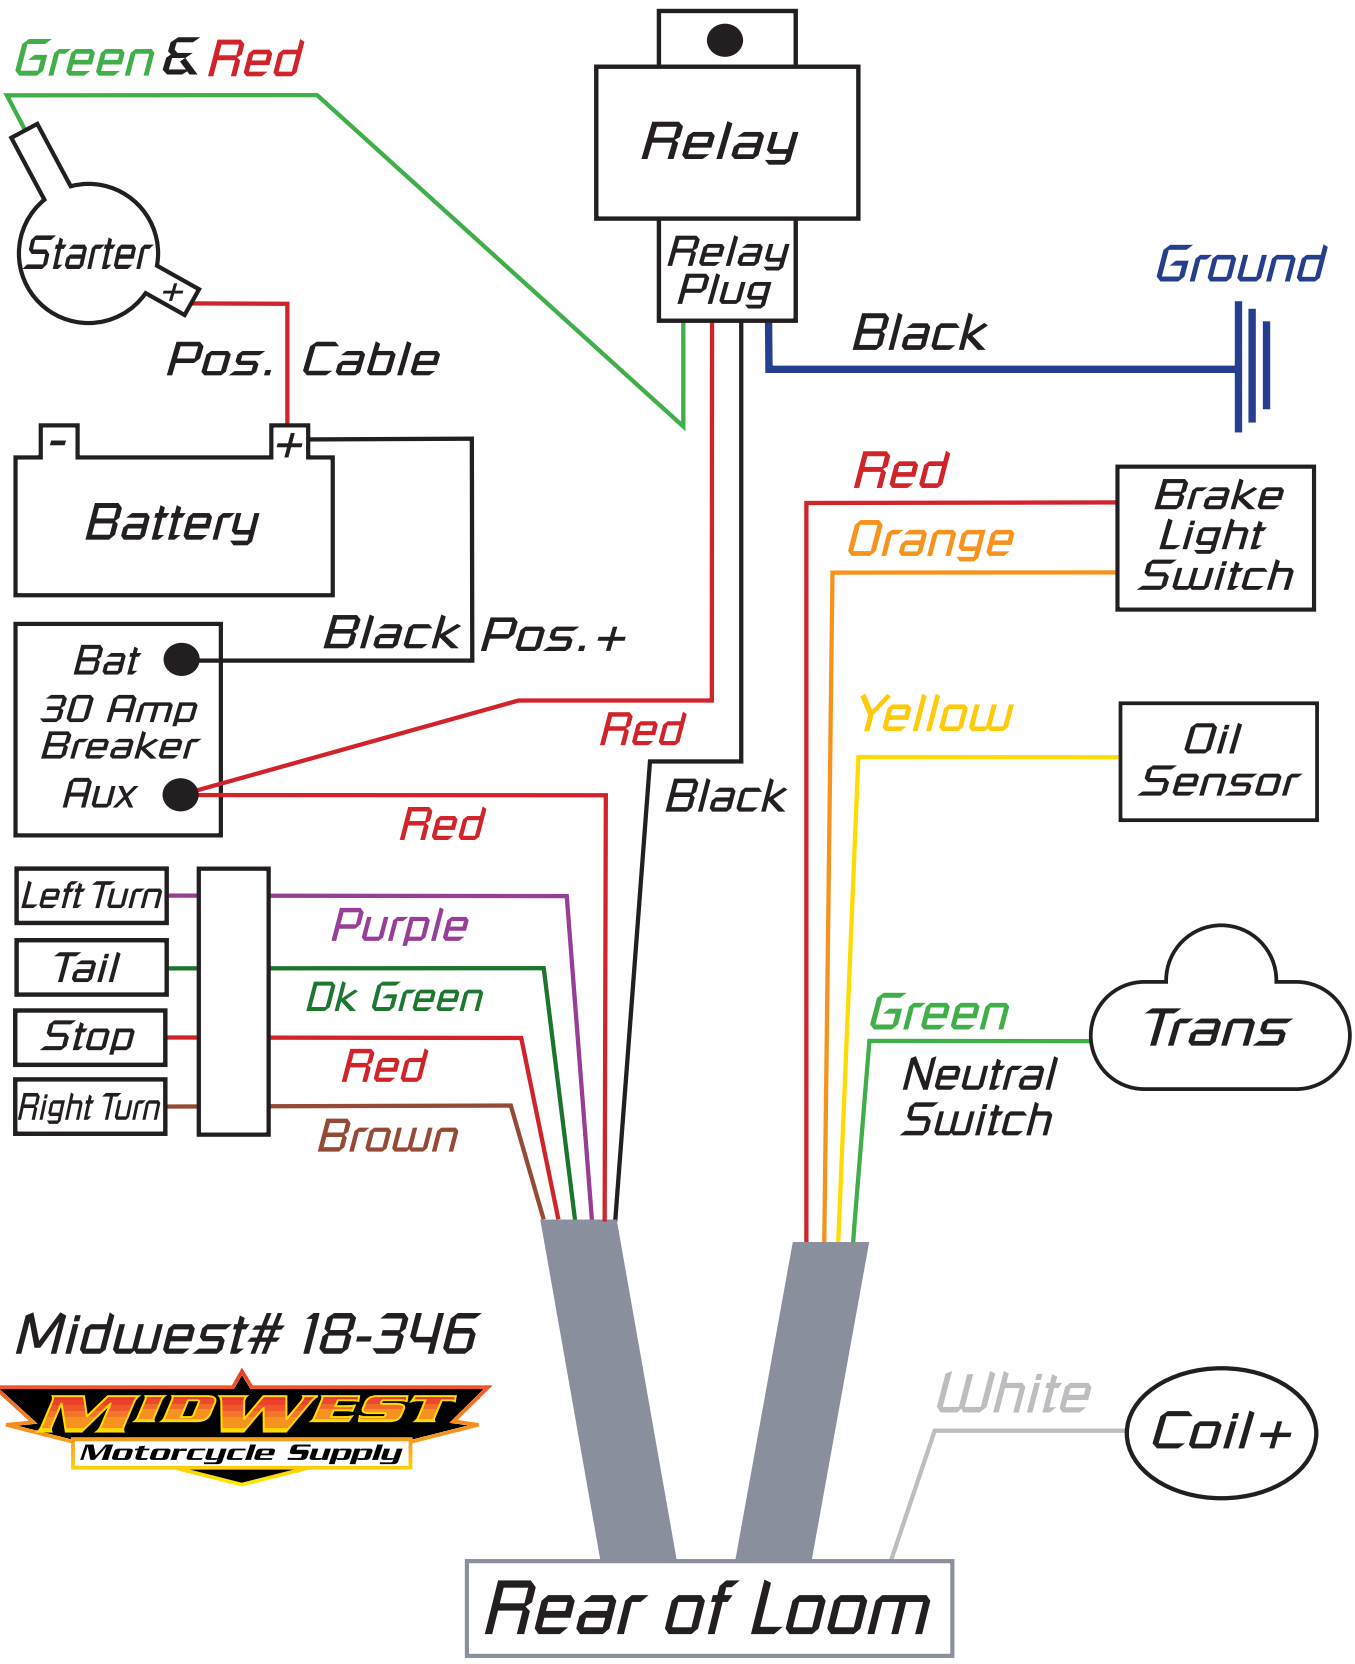 Green & Red
Relay
Starter
+
Relay
Plug
Ground
Black
Pos. Cable
- +
Battery
Red
Orange
Brake
Light
Switch
Black Pos.+
Bat
30 Amp
Breaker
Aux
Red
Red
Black
Yellow
Oil
Sensor
Left Turn
Purple
Tail
Dk Green
Stop
Red
Right Turn
Brown
Green
Neutral
Switch
Trans
Midwest# 18-346
MIDWEST
Motorcycle Supply
White
Coil+
Rear of Loom